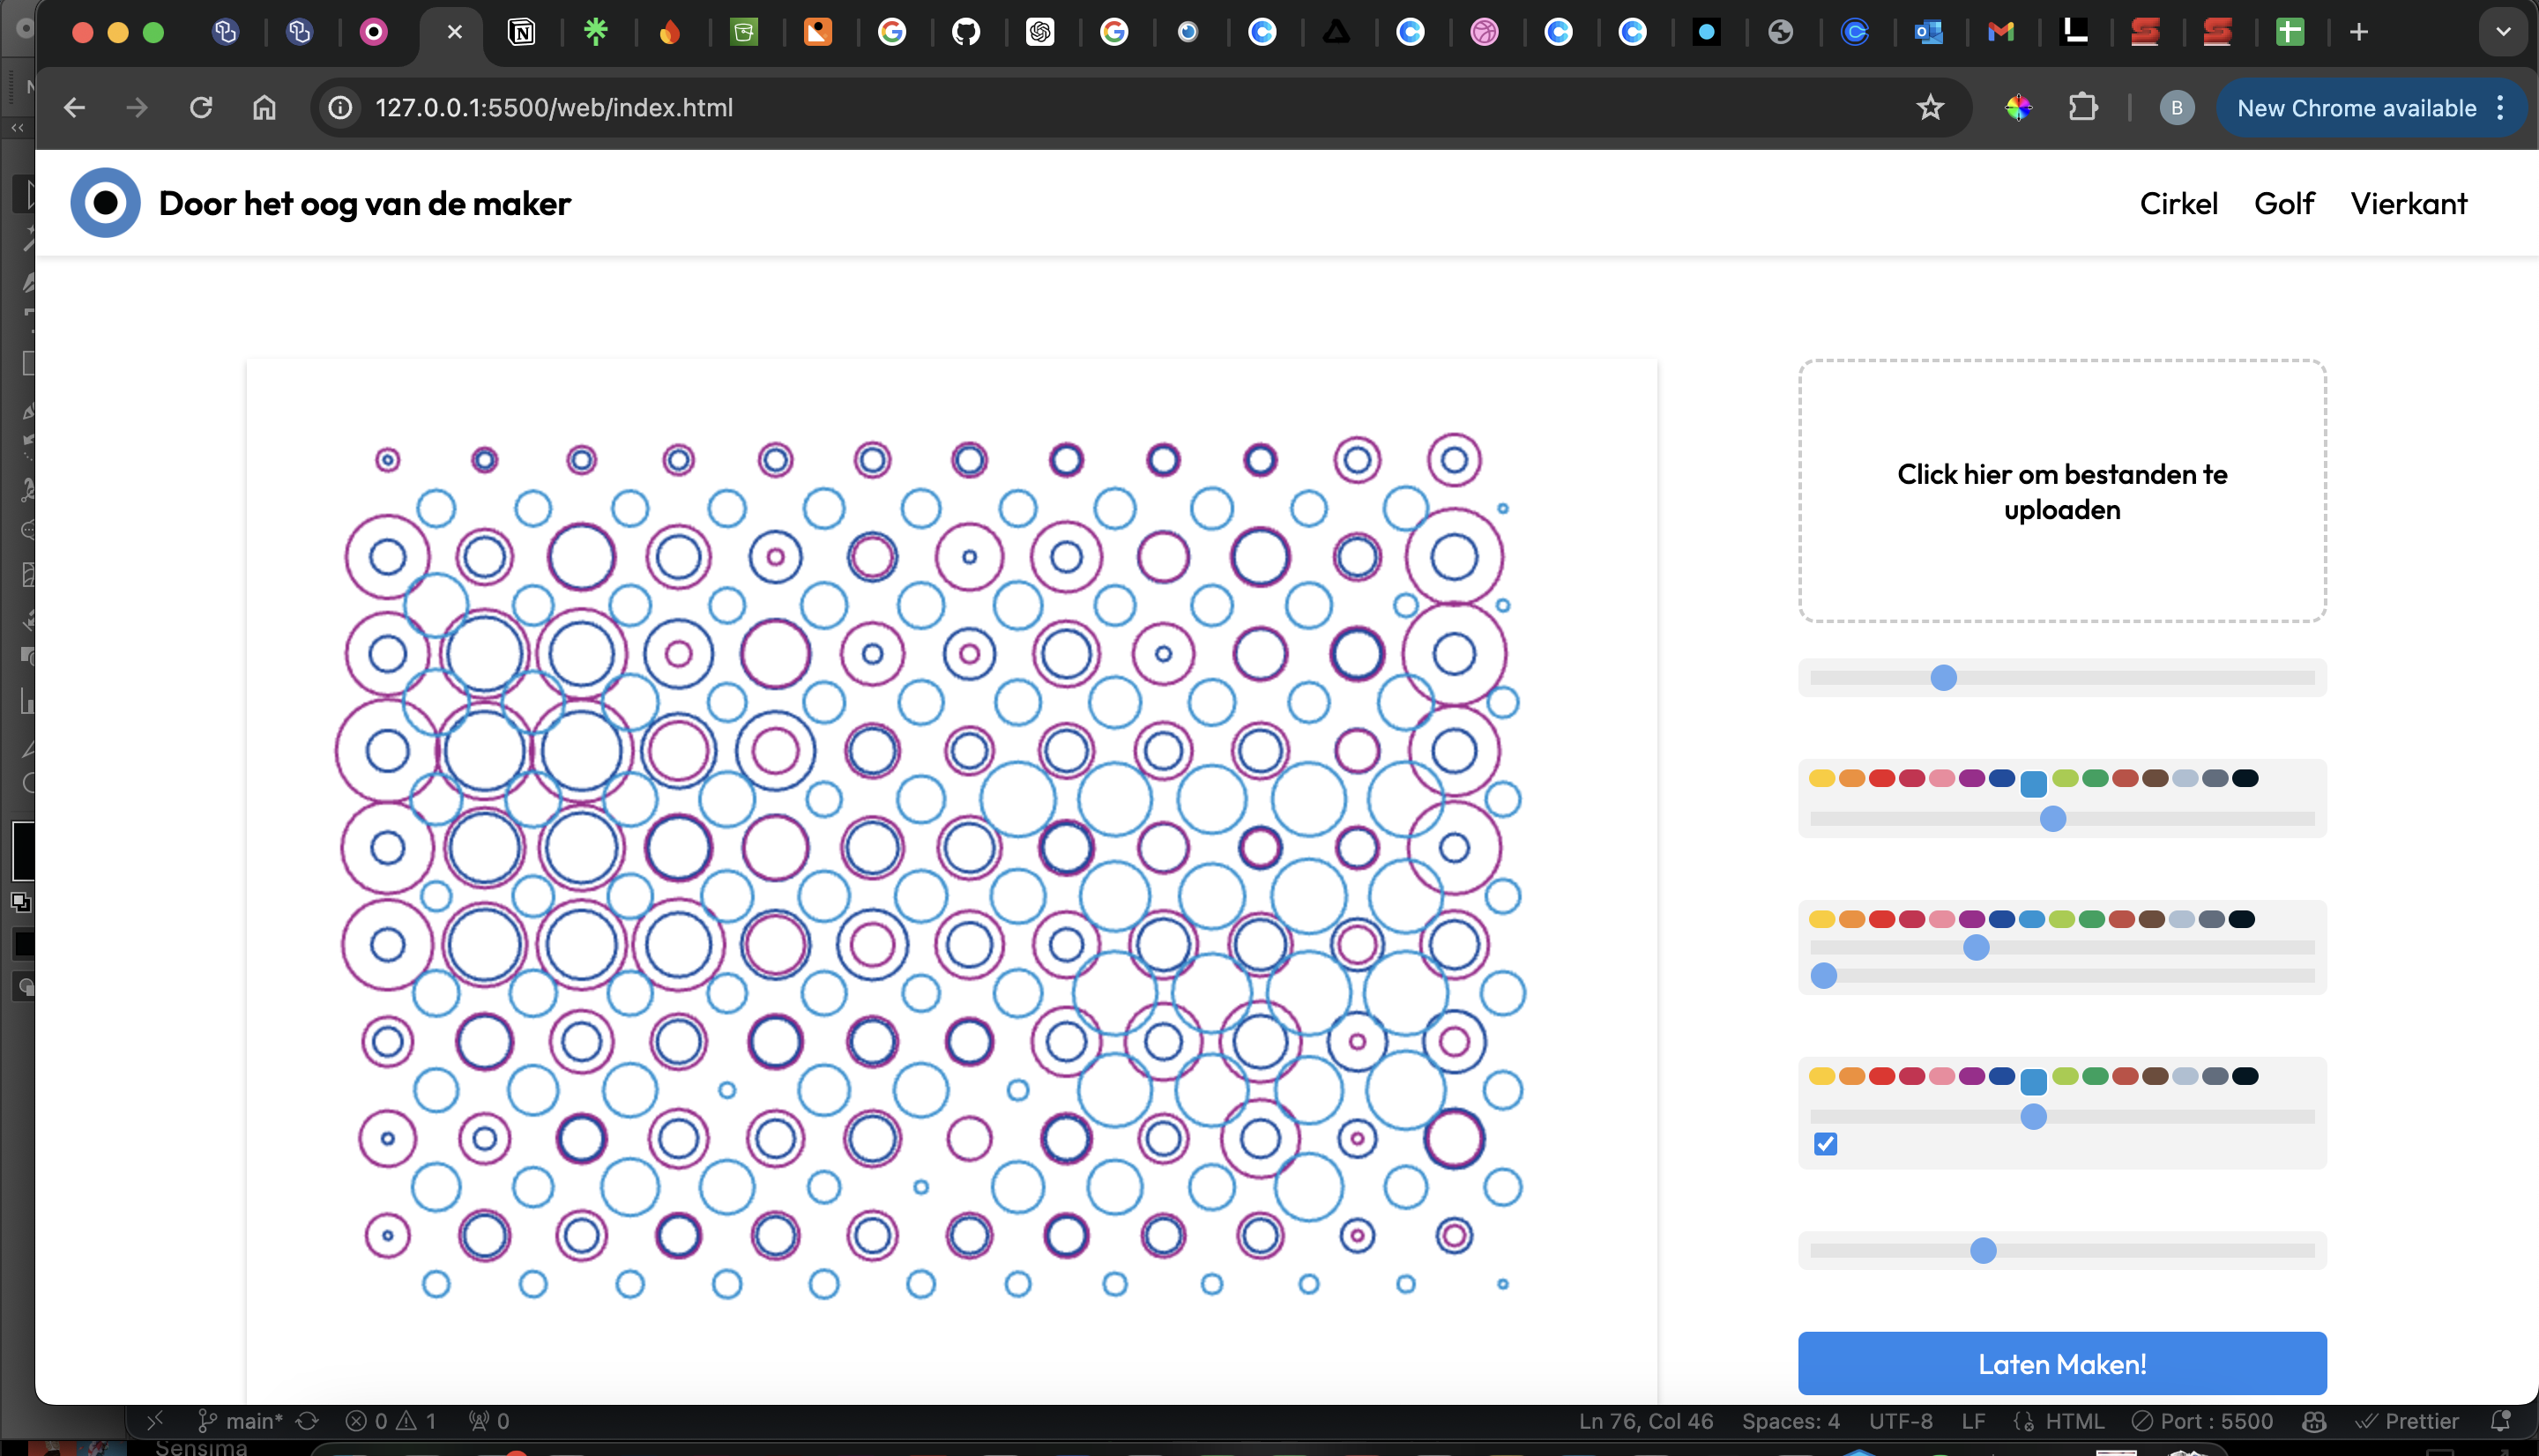 127.0.0.1:5500/web/index.html
B
New Chrome available
Door het oog van de maker
Cirkel
Golf
Vierkant
Click hier om bestanden te
uploaden
Laten Maken!
main*
0
1
0
Ln 76, Col 46
Spaces: 4
UTF-8
LF
HTML
Port : 5500
Prettier
Sensima